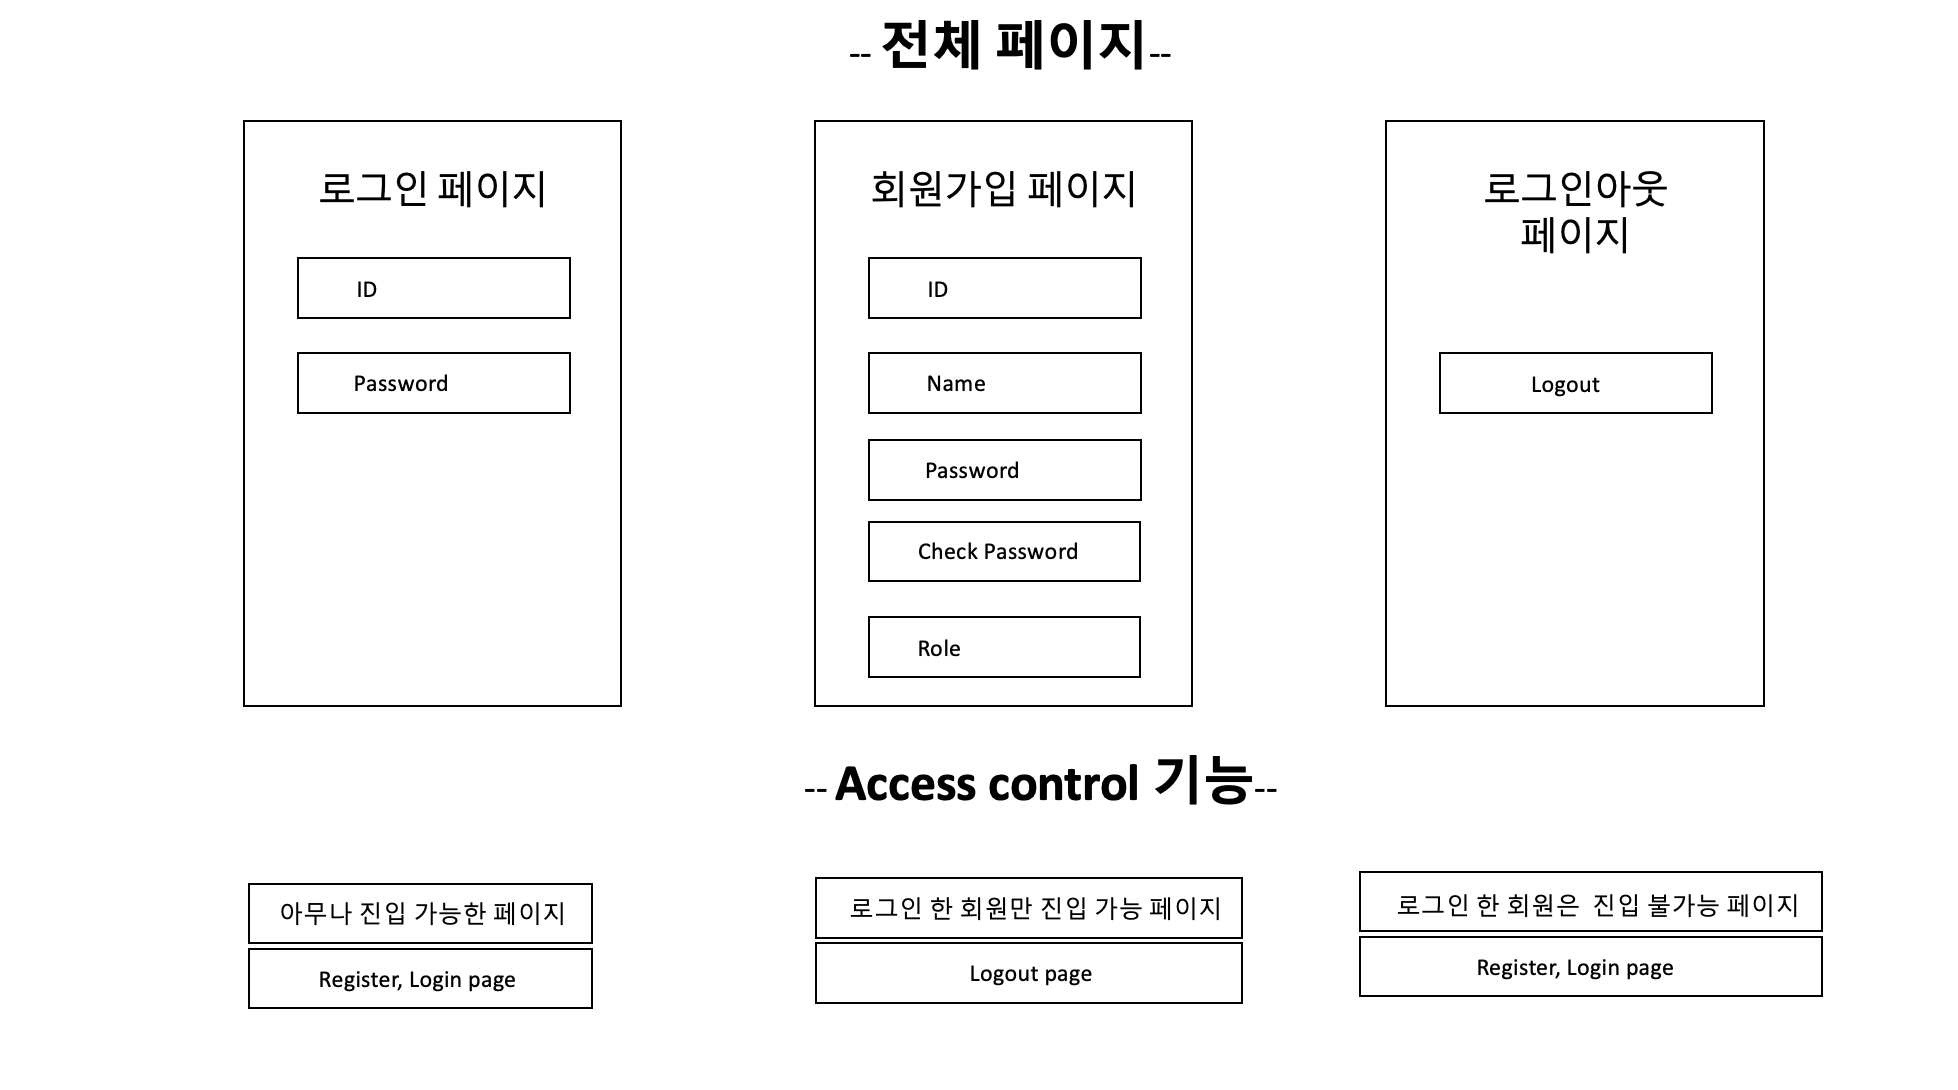 -- 전체 페이지--
로그인 페이지
ID
Password
회원가입 페이지
ID
Name
Password
Check Password
Role
로그인아웃
페이지
Logout
-- Access control 기능--
아무나 진입 가능한 페이지
Register, Login page
로그인 한 회원만 진입 가능 페이지
Logout page
로그인 한 회원은 진입 불가능 페이지
Register, Login page